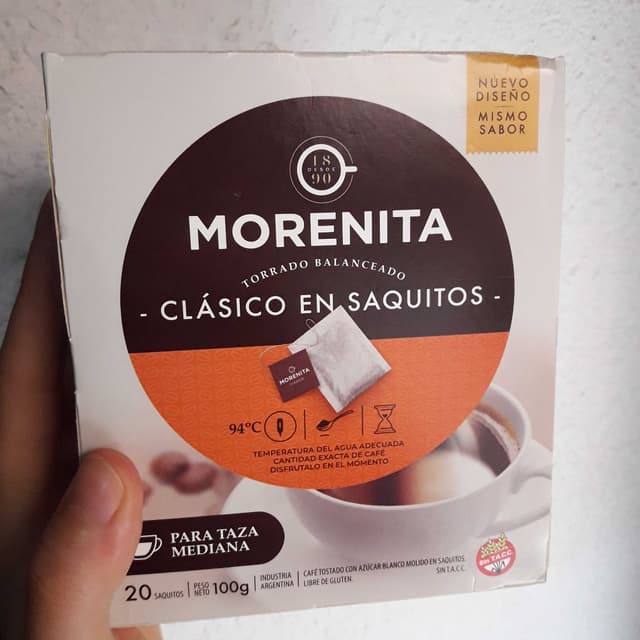 NUEVO
DISEÑO
MISMO
SABOR
18
DESDE
90
MORENITA
TORRADO BALANCEADO
- CLÁSICO EN SAQUITOS -
MORENITA
94°C
TEMPERATURA DEL AGUA ADECUADA
CANTIDAD EXACTA DE CAFÉ
DISFRUTALO EN EL MOMENTO
PARA TAZA
MEDIANA
20 SAQUITOS
PESO
NETO 100g
INDUSTRIA
ARGENTINA
CAFÉ TOSTADO CON AZÚCAR BLANCO MOLIDO EN SAQUITOS.
LIBRE DE GLUTEN. SIN T.A.C.C.
Sin T.A.C.C.